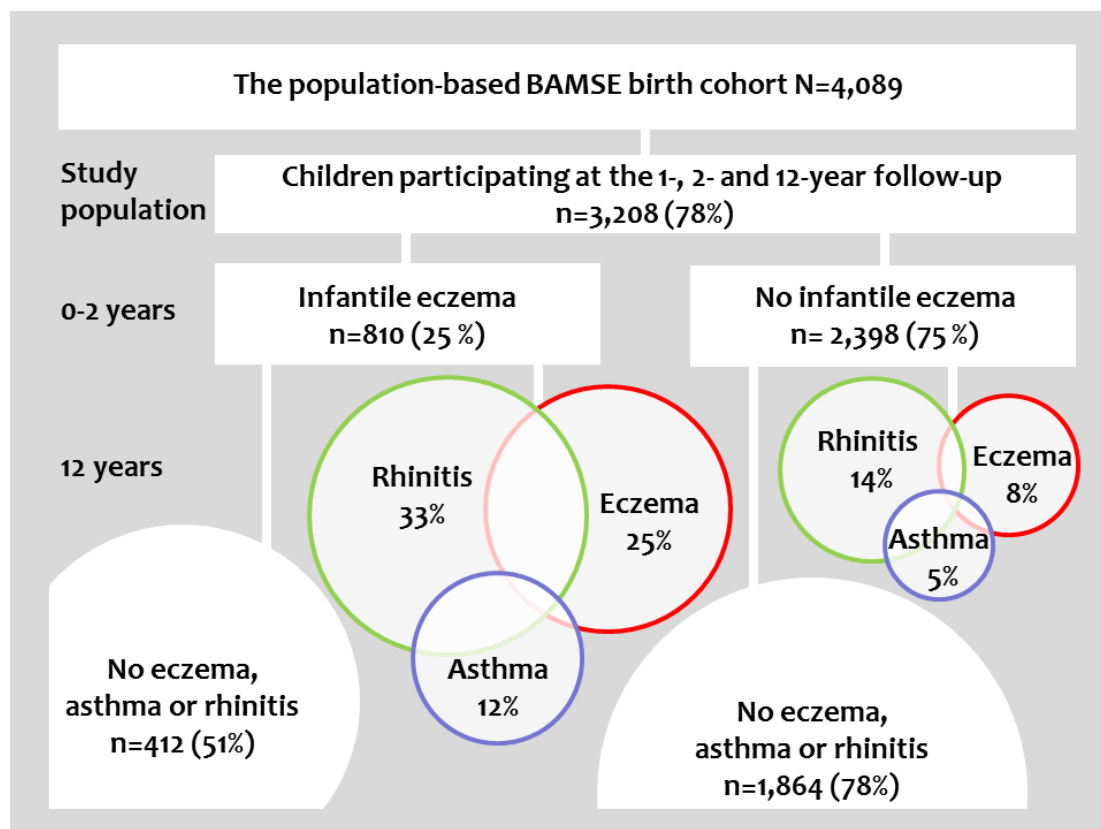 The population-based BAMSE birth cohort N=4,089
Study
population
Children participating at the 1-, 2- and 12-year follow-up
n=3,208 (78%)
0-2 years
Infantile eczema
n=810 (25 %)
No infantile eczema
n= 2,398 (75 %)
12 years
Rhinitis
33%
Eczema
25%
Asthma
12%
Rhinitis
14%
Eczema
8%
Asthma
5%
No eczema,
asthma or rhinitis
n=412 (51%)
No eczema,
asthma or rhinitis
n=1,864 (78%)